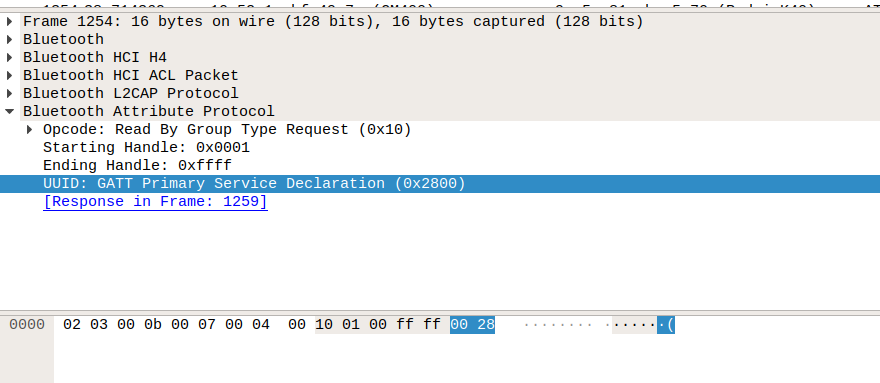 Frame 1254: 16 bytes on wire (128 bits), 16 bytes captured (128 bits)
Bluetooth
Bluetooth HCI H4
Bluetooth HCI ACL Packet
Bluetooth L2CAP Protocol
Bluetooth Attribute Protocol
Opcode: Read By Group Type Request (0x10)
Starting Handle: 0x0001
Ending Handle: 0xffff
UUID: GATT Primary Service Declaration (0x2800)
[Response in Frame: 1259]
0000 02 03 00 0b 00 07 00 04 00 10 01 00 ff ff 00 28 ········ ·······(